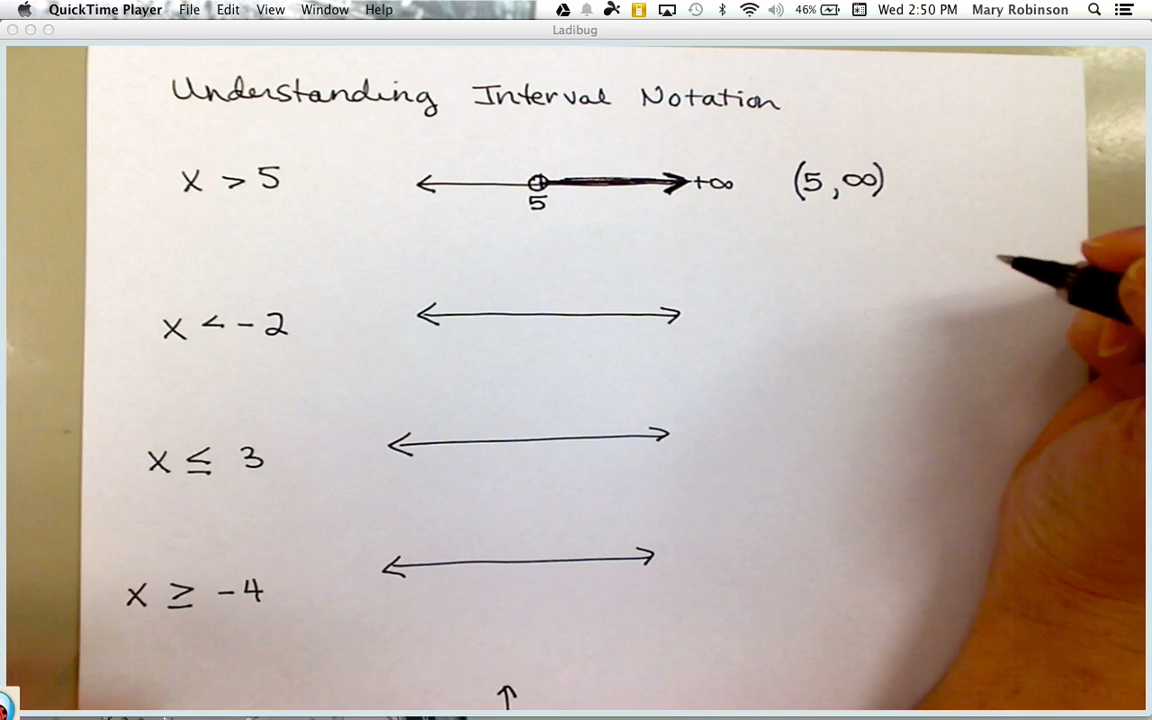 QuickTime Player File Edit View Window Help 46% Wed 2:50 PM Mary Robinson
Ladibug
Understanding Interval Notation
x > 5 +∞ (5, ∞)
5
x < -2
x ≤ 3
x ≥ -4